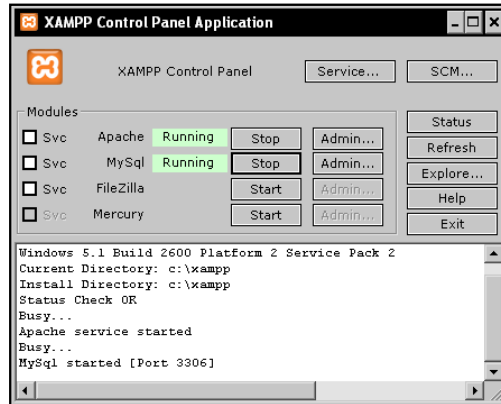 XAMPP Control Panel Application
XAMPP Control Panel
Service...
SCM...
Modules
Svc Apache Running Stop Admin...
Svc MySql Running Stop Admin...
Svc FileZilla Start Admin...
Svc Mercury Start Admin...
Status
Refresh
Explore...
Help
Exit
Windows 5.1 Build 2600 Platform 2 Service Pack 2
Current Directory: c:\xampp
Install Directory: c:\xampp
Status Check OK
Busy...
Apache service started
Busy...
MySql started [Port 3306]